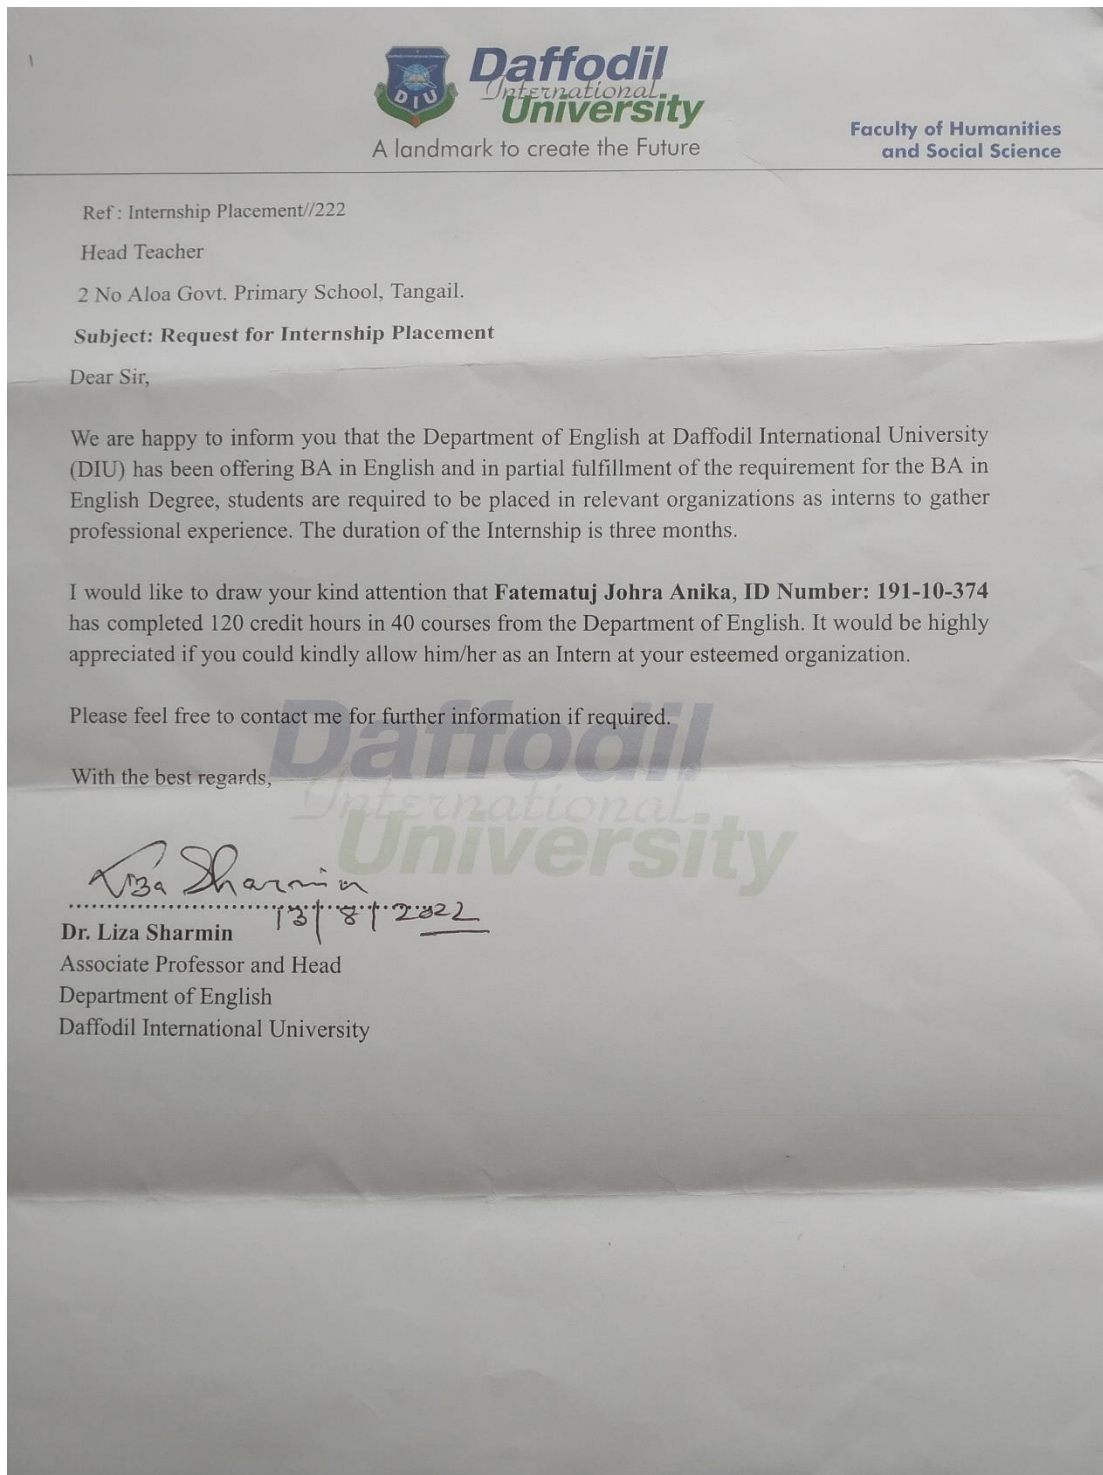 Daffodil
International
University
DIU
A landmark to create the Future
Faculty of Humanities
and Social Science
Ref : Internship Placement//222
Head Teacher
2 No Aloa Govt. Primary School, Tangail.
Subject: Request for Internship Placement
Dear Sir,
We are happy to inform you that the Department of English at Daffodil International University
(DIU) has been offering BA in English and in partial fulfillment of the requirement for the BA in
English Degree, students are required to be placed in relevant organizations as interns to gather
professional experience. The duration of the Internship is three months.
I would like to draw your kind attention that Fatematuj Johra Anika, ID Number: 191-10-374
has completed 120 credit hours in 40 courses from the Department of English. It would be highly
appreciated if you could kindly allow him/her as an Intern at your esteemed organization.
Please feel free to contact me for further information if required.
With the best regards,
Daffodil
International
University
Liza Sharmin
13/8/2022
Dr. Liza Sharmin
Associate Professor and Head
Department of English
Daffodil International University